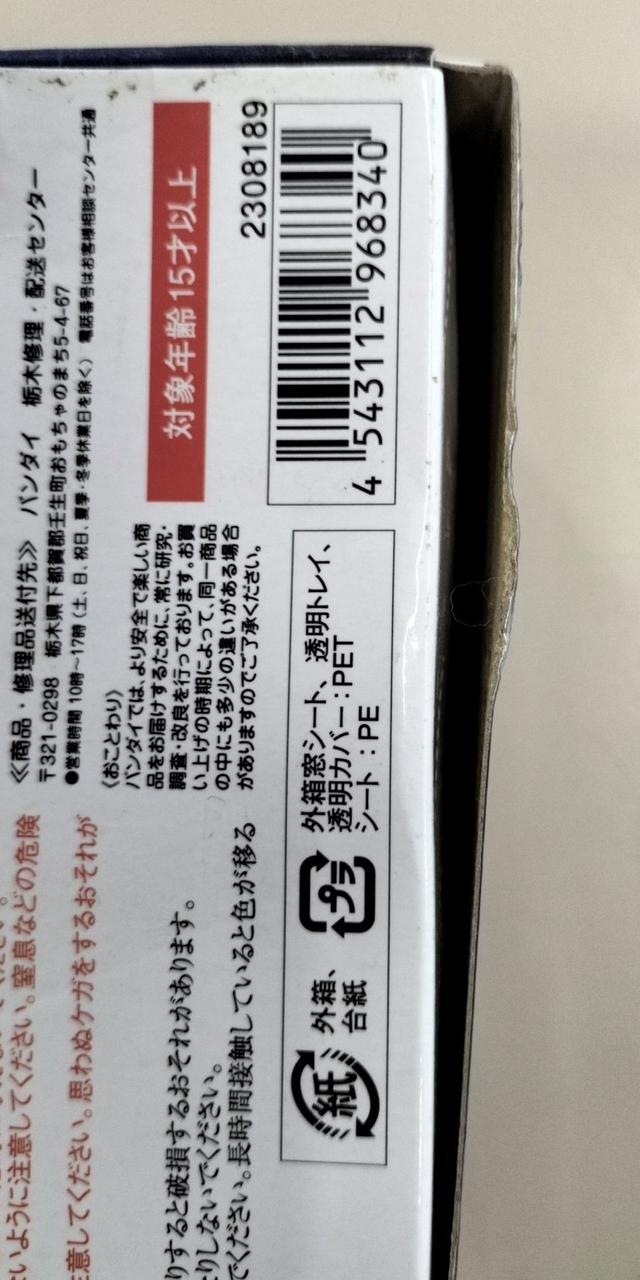 ≪商品・修理品送付先≫ バンダイ 栃木修理・配送センター
〒321-0298 栃木県下都賀郡壬生町おもちゃのまち5-4-67
●営業時間 10時〜17時（土、日、祝日、夏季・冬季休業日を除く） 電話番号はお客様相談センター共通
〈おことわり〉
バンダイでは、より安全で楽しい商
品をお届けするために、常に研究・
調査・改良を行っております。お買
い上げの時期によって、同一商品
の中にも多少の違いがある場合
がありますのでご了承ください。
対象年齢15才以上
2308189
4 543112 968340
ないように注意してください。窒息などの危険
注意してください。思わぬケガをするおそれが
りすると破損するおそれがあります。
たりしないでください。
でください。長時間接触していると色が移る
紙 外箱、
台紙
プラ 外箱窓シート、透明トレイ、
透明カバー：PET
シート：PE